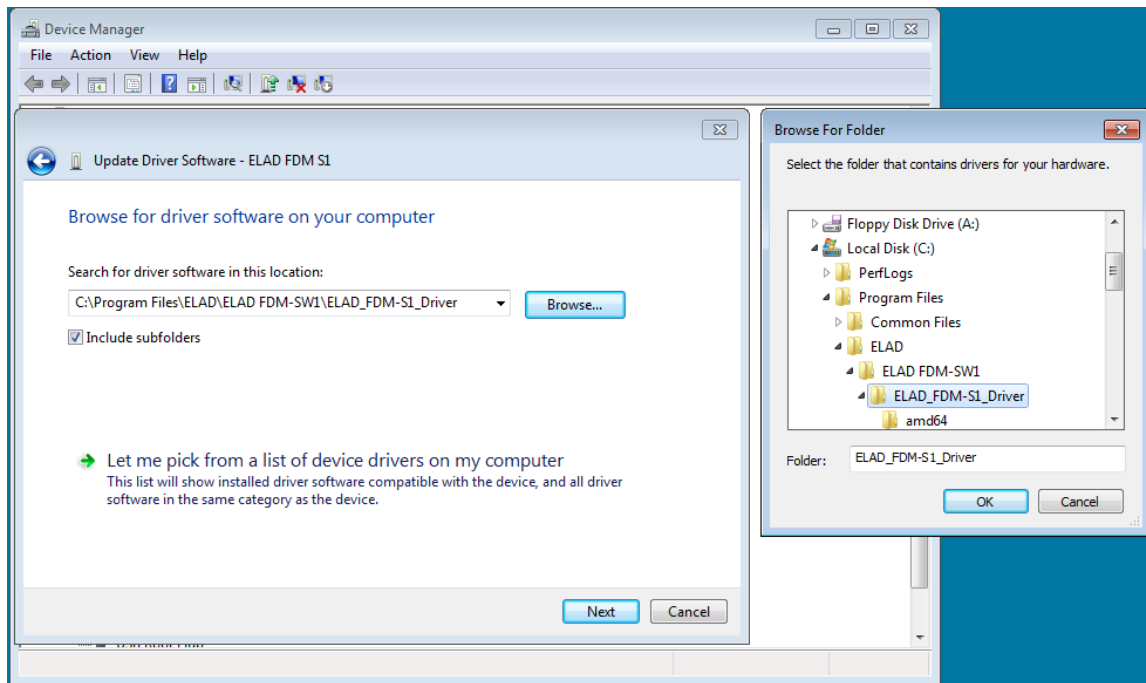 Device Manager
File Action View Help
Update Driver Software - ELAD FDM S1
Browse for driver software on your computer
Search for driver software in this location:
C:\Program Files\ELAD\ELAD FDM-SW1\ELAD_FDM-S1_Driver
Browse...
Include subfolders
Let me pick from a list of device drivers on my computer
This list will show installed driver software compatible with the device, and all driver
software in the same category as the device.
Next Cancel
Browse For Folder
Select the folder that contains drivers for your hardware.
Floppy Disk Drive (A:)
Local Disk (C:)
PerfLogs
Program Files
Common Files
ELAD
ELAD FDM-SW1
ELAD_FDM-S1_Driver
amd64
Folder: ELAD_FDM-S1_Driver
OK Cancel